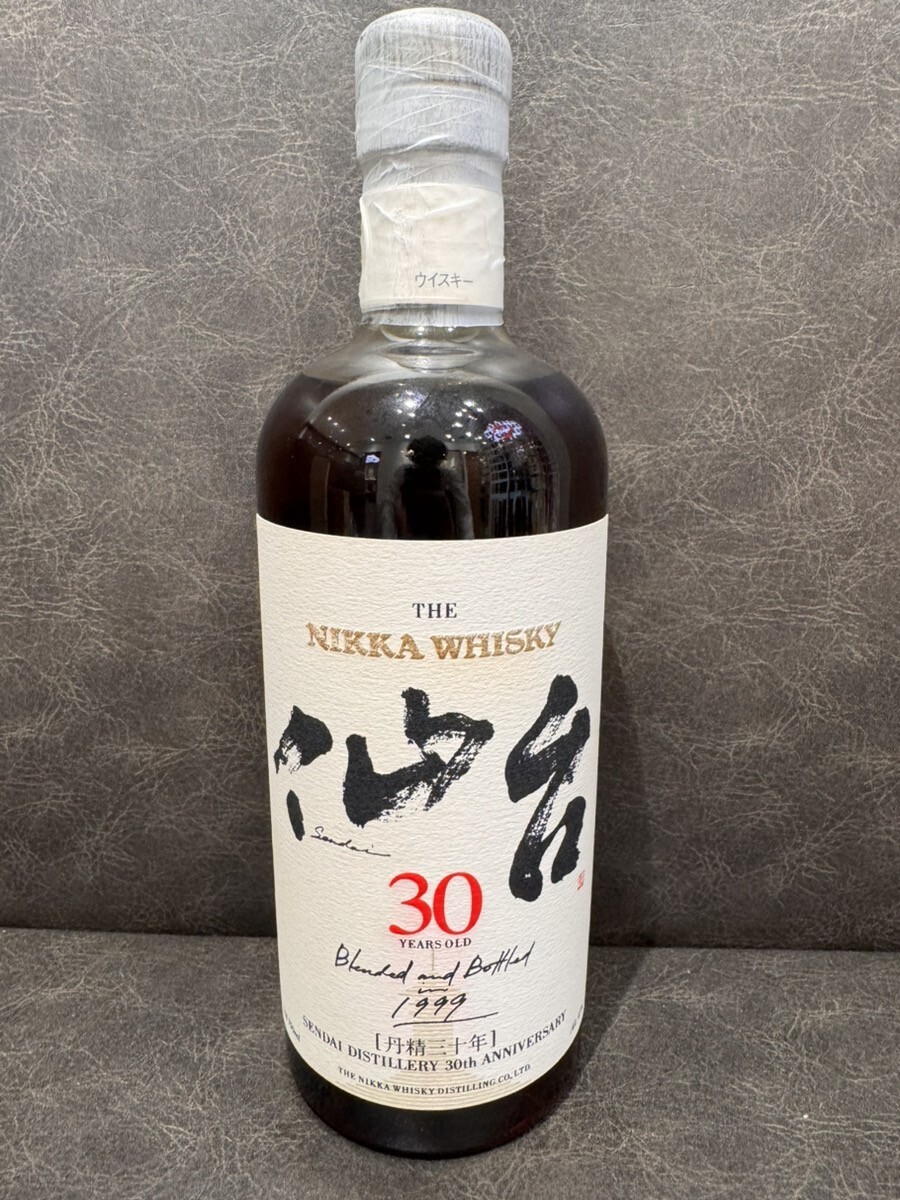 ウイスキー
THE
NIKKA WHISKY
仙台
Sendai
30
YEARS OLD
Blended and Bottled
in
1999
[丹精三十年]
SENDAI DISTILLERY 30th ANNIVERSARY
THE NIKKA WHISKY DISTILLING CO., LTD.